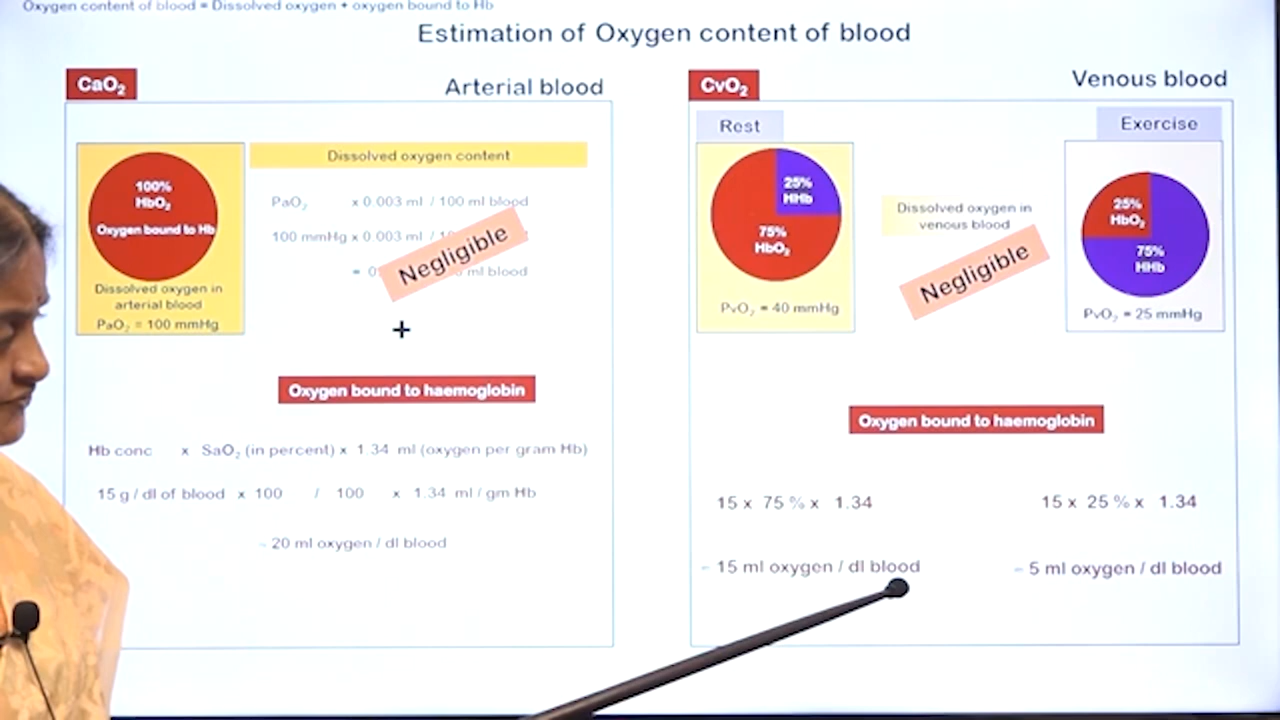 Oxygen content of blood = Dissolved oxygen + oxygen bound to Hb
Estimation of Oxygen content of blood
CaO₂
Arterial blood
100%
HbO₂
Oxygen bound to Hb
Dissolved oxygen in
arterial blood
PaO₂ = 100 mmHg
Dissolved oxygen content
PaO₂ x 0.003 ml / 100 ml blood
100 mmHg x 0.003 ml /
= ml blood
Negligible
+
Oxygen bound to haemoglobin
Hb conc x SaO₂ (in percent) x 1.34 ml (oxygen per gram Hb)
15 g / dl of blood x 100 / 100 x 1.34 ml / gm Hb
~ 20 ml oxygen / dl blood
CvO₂
Venous blood
Rest
25%
HHb
75%
HbO₂
PvO₂ = 40 mmHg
Dissolved oxygen in
venous blood
Negligible
Exercise
25%
HbO₂
75%
HHb
PvO₂ = 25 mmHg
Oxygen bound to haemoglobin
15 x 75 % x 1.34
15 x 25 % x 1.34
~ 15 ml oxygen / dl blood
~ 5 ml oxygen / dl blood